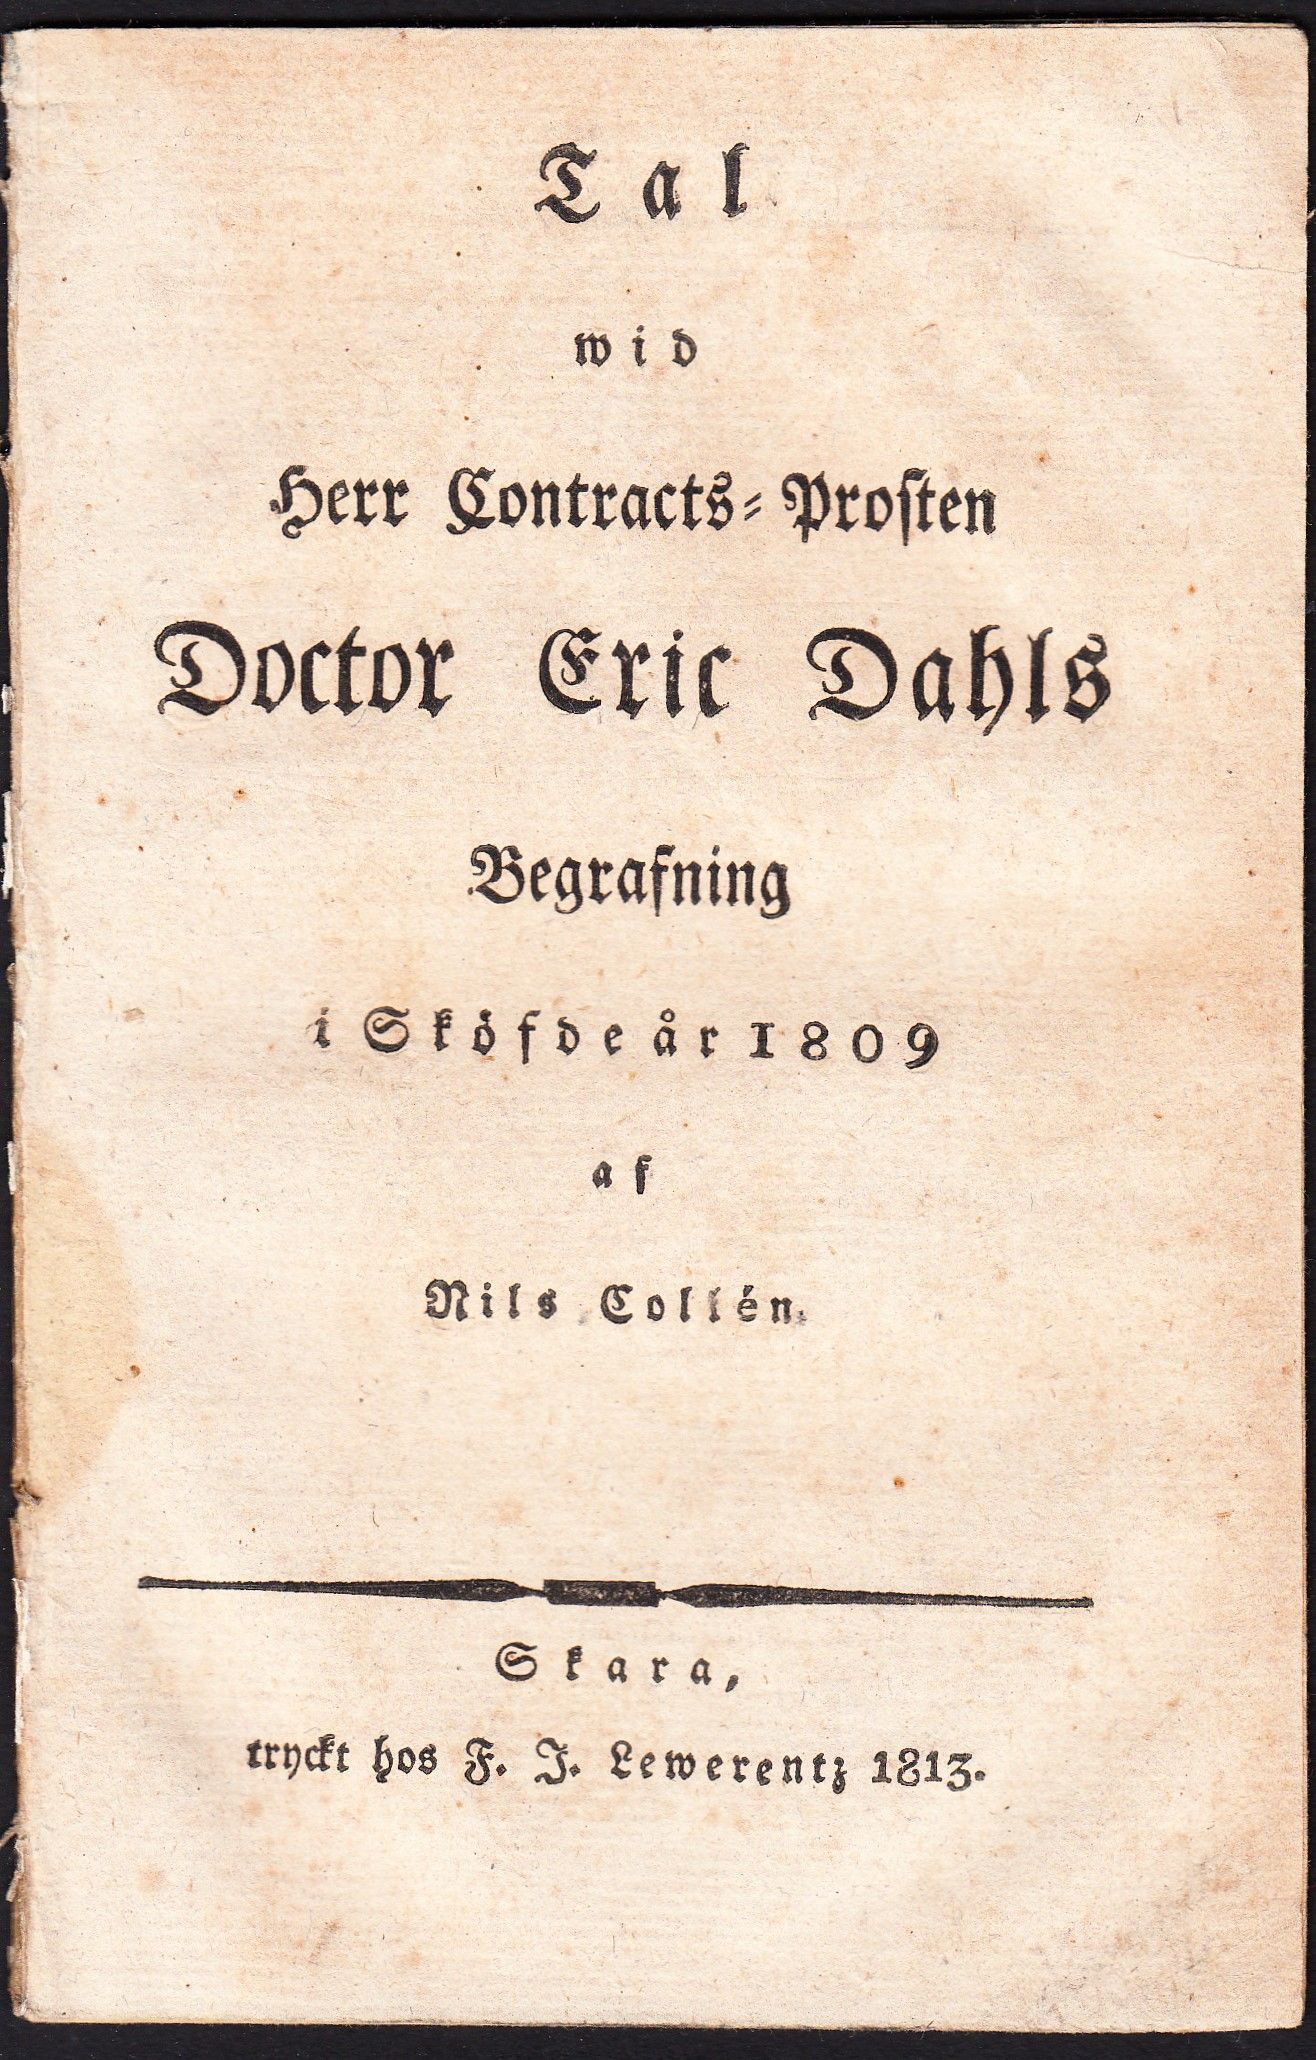 Tal
wid
Herr Contracts-Prosten
Doctor Eric Dahls
Begrafning
i Sköfde år 1809
af
Nils Collén.
Skara,
tryckt hos F. J. Lewerentz 1813.